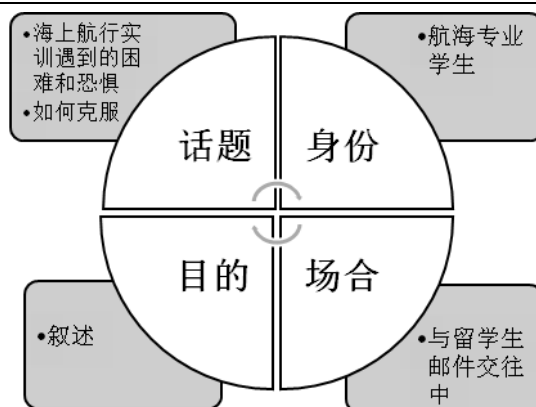 •海上航行实
训遇到的困
难和恐惧
•如何克服
•航海专业
学生
话题
身份
目的
场合
•叙述
•与留学生
邮件交往
中